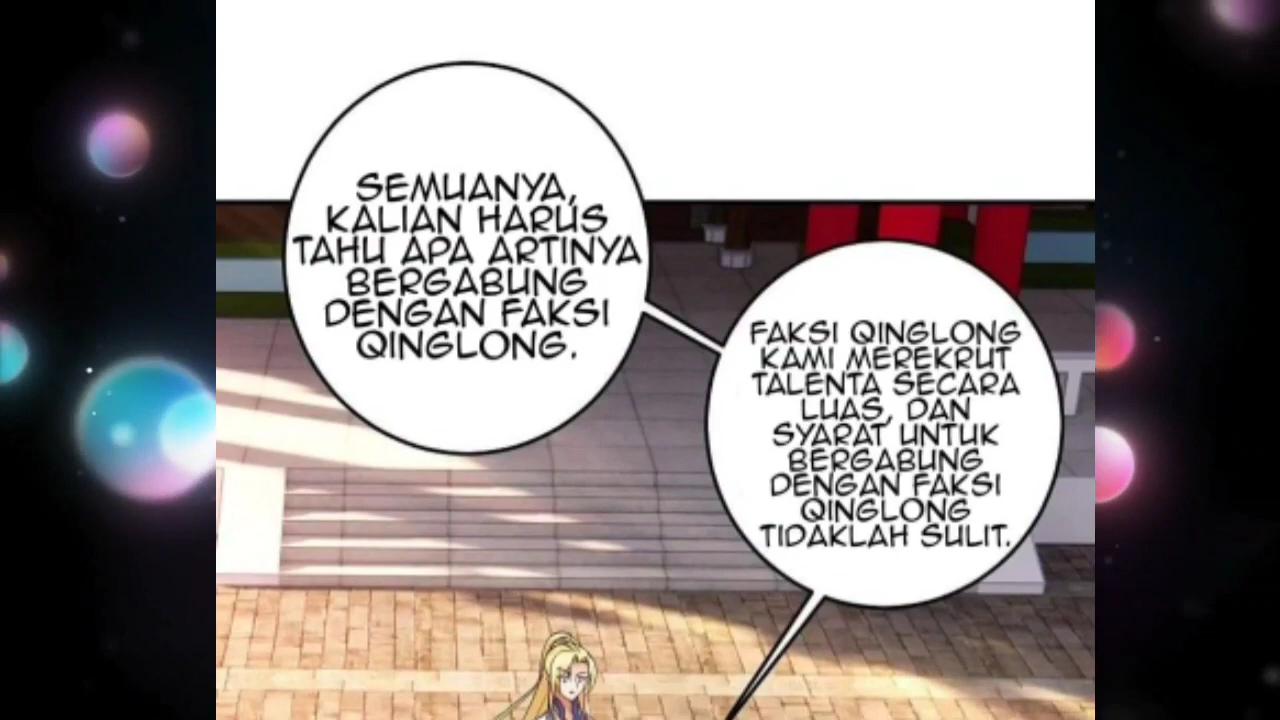 SEMUANYA,
KALIAN HARUS
TAHU APA ARTINYA
BERGABUNG
DENGAN FAKSI
QINGLONG.
FAKSI QINGLONG
KAMI MEREKRUT
TALENTA SECARA
LUAS, DAN
SYARAT UNTUK
BERGABUNG
DENGAN FAKSI
QINGLONG
TIDAKLAH SULIT.